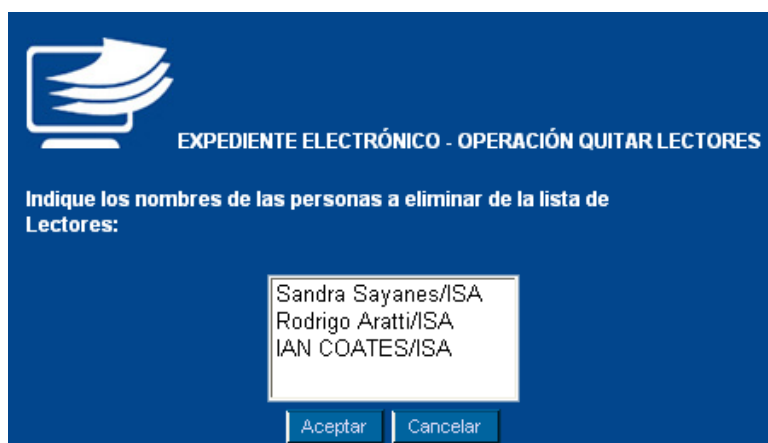 EXPEDIENTE ELECTRÓNICO - OPERACIÓN QUITAR LECTORES
Indique los nombres de las personas a eliminar de la lista de
Lectores:
Sandra Sayanes/ISA
Rodrigo Aratti/ISA
IAN COATES/ISA
Aceptar Cancelar